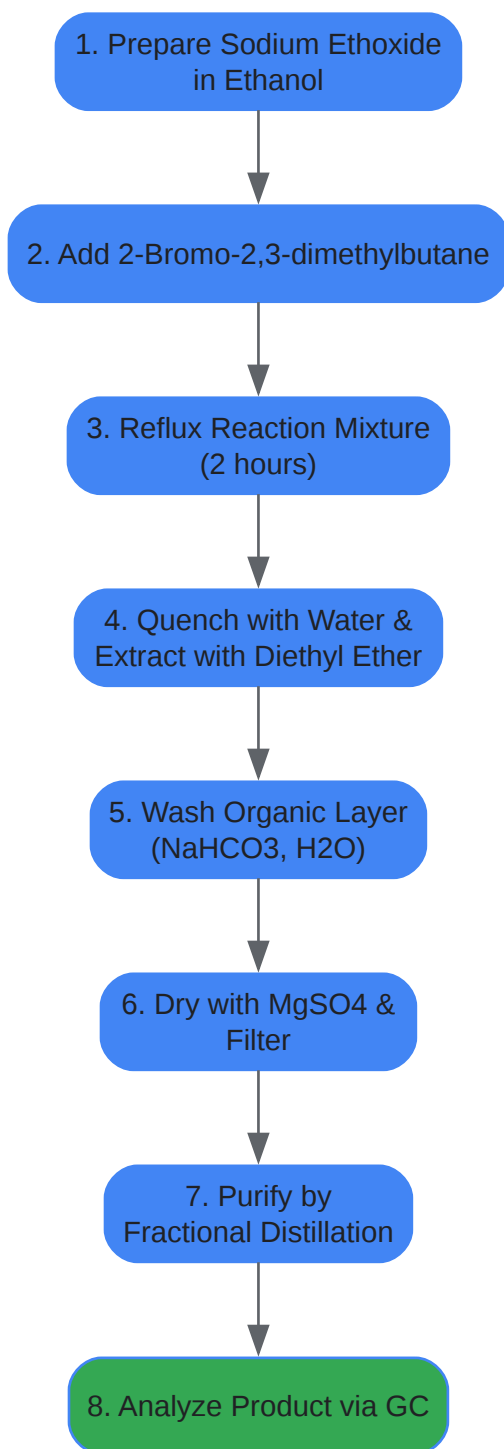 1. Prepare Sodium Ethoxide
in Ethanol
2. Add 2-Bromo-2,3-dimethylbutane
3. Reflux Reaction Mixture
(2 hours)
4. Quench with Water &
Extract with Diethyl Ether
5. Wash Organic Layer
(NaHCO3, H2O)
6. Dry with MgSO4 &
Filter
7. Purify by
Fractional Distillation
8. Analyze Product via GC